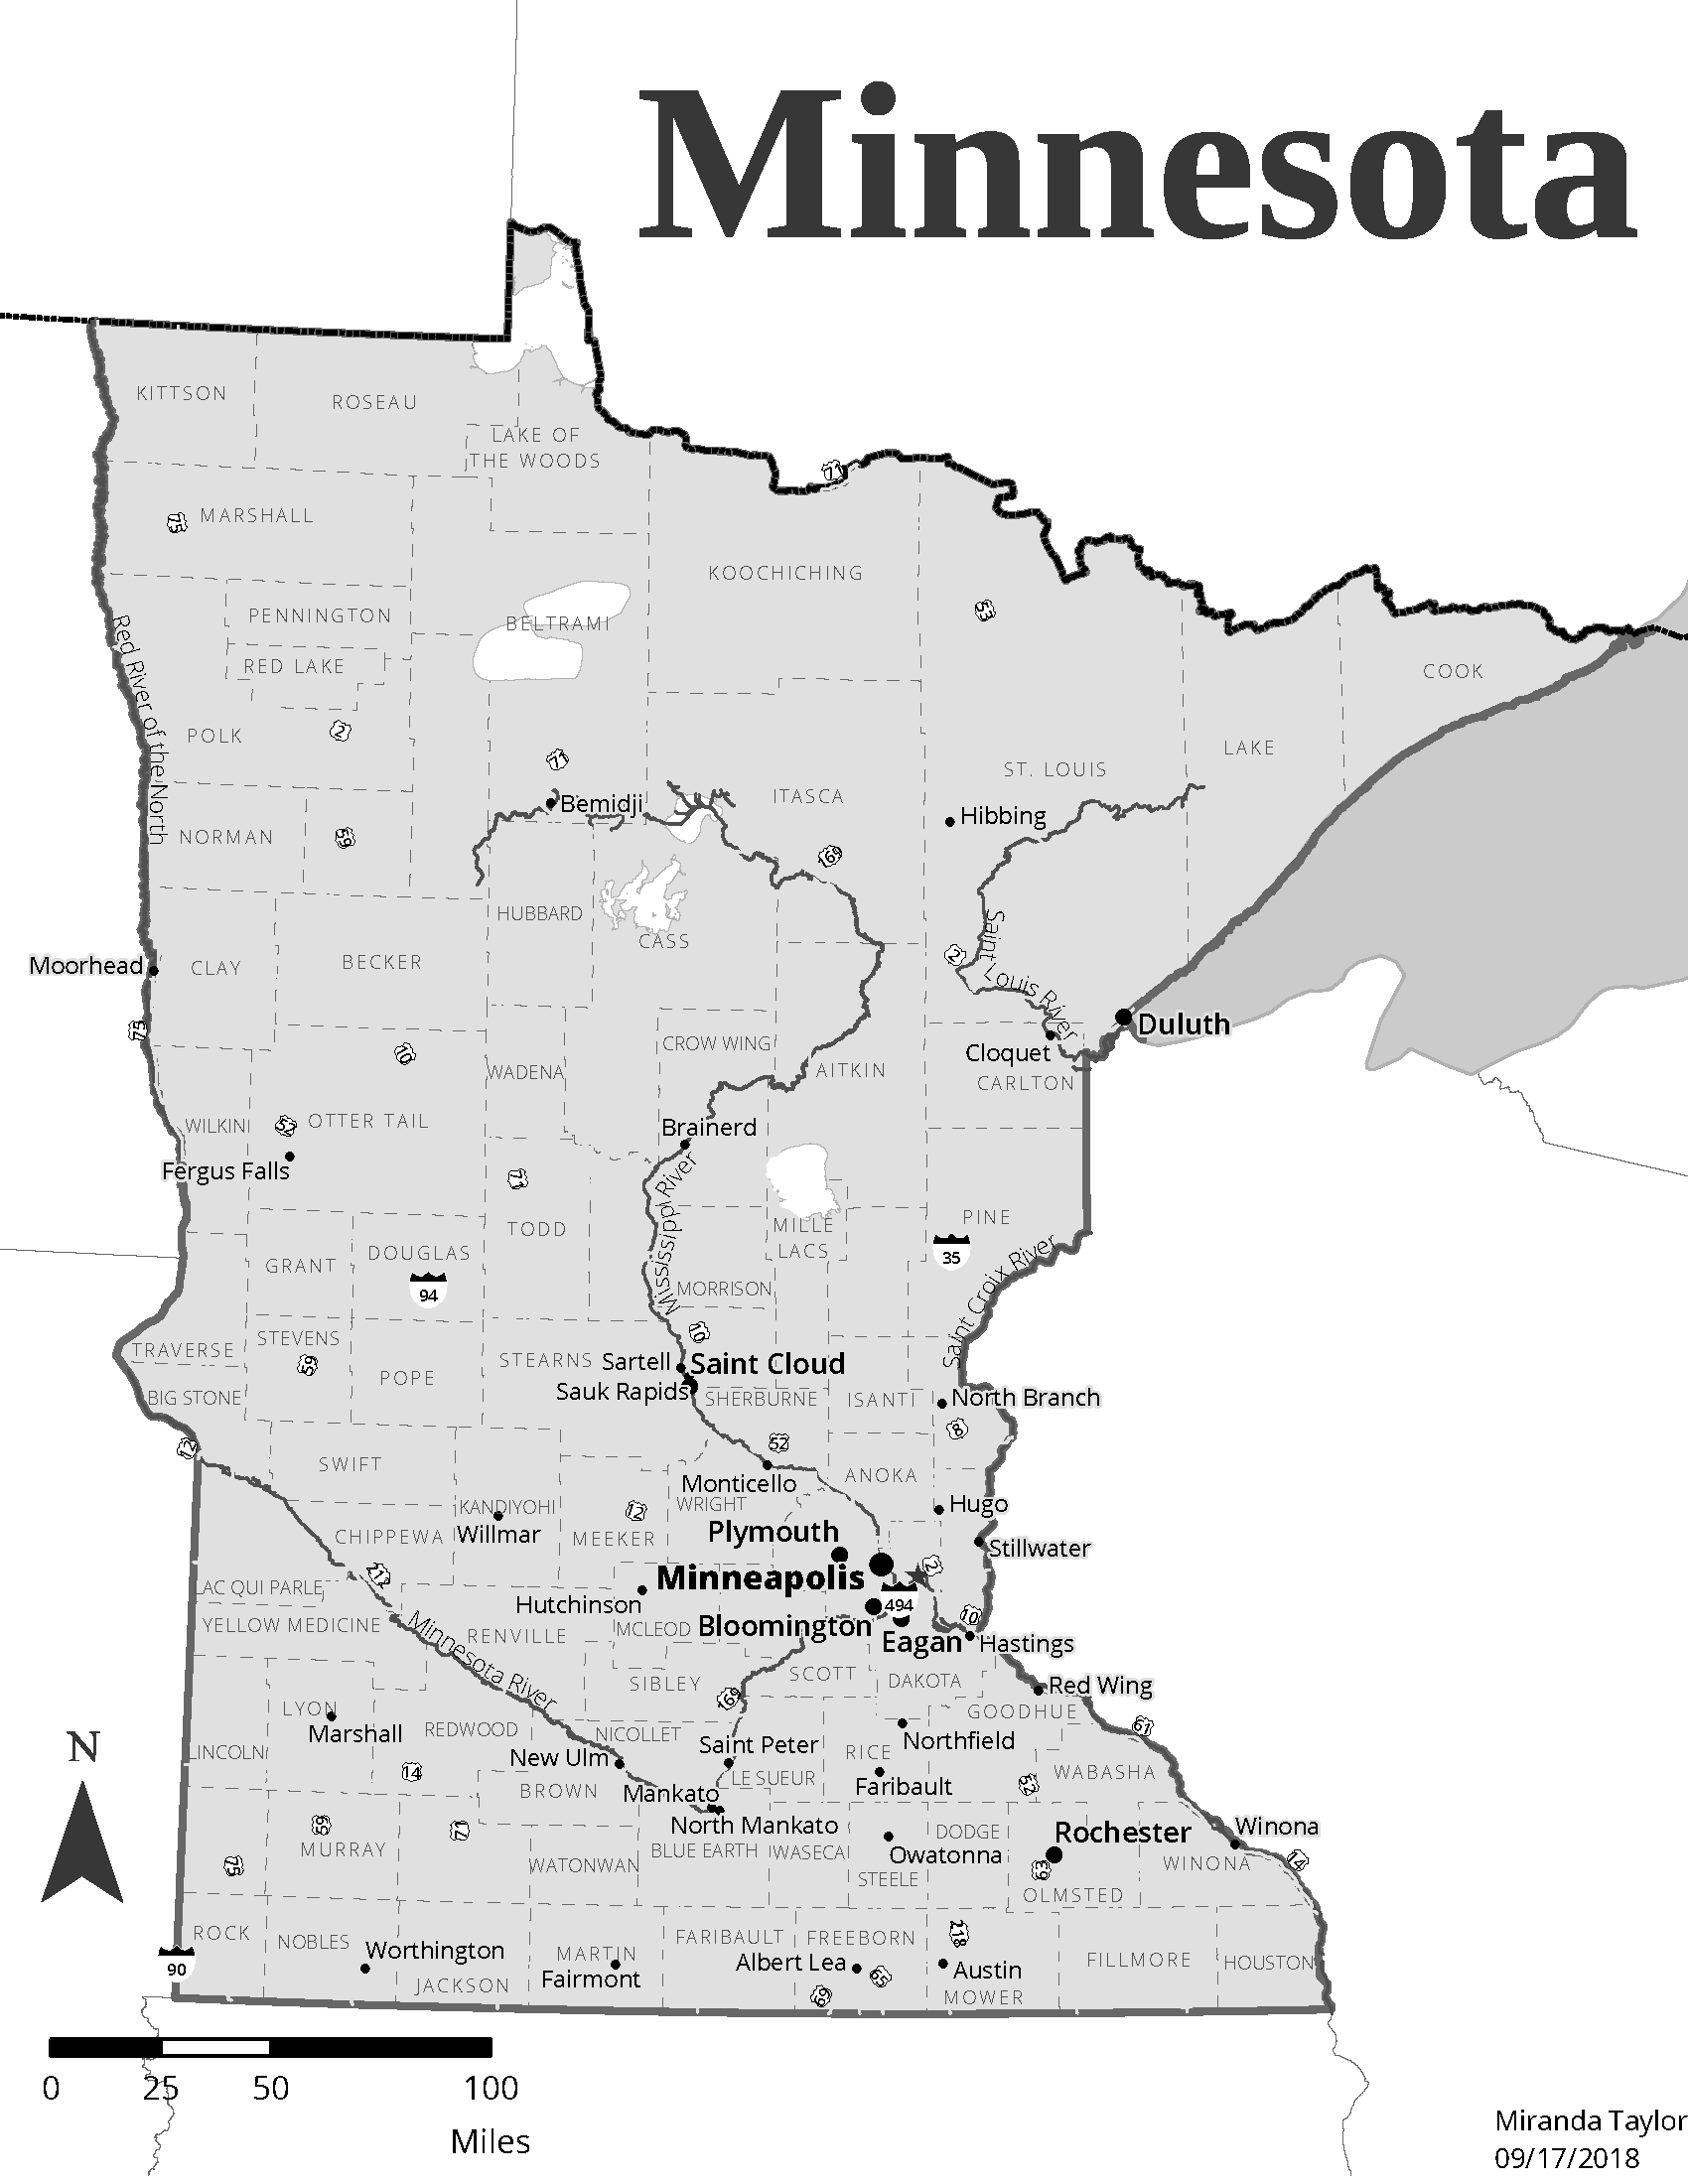 Minnesota
KITTSON
ROSEAU
LAKE OF
THE WOODS
71
75
MARSHALL
KOOCHICHING
53
PENNINGTON
BELTRAMI
RED LAKE
COOK
Red River of the North
POLK
2
LAKE
71
ST. LOUIS
ITASCA
Bemidji
Hibbing
NORMAN
59
169
HUBBARD
Saint Louis River
CASS
2
Moorhead
CLAY
BECKER
75
Duluth
10
CROW WING
Cloquet
WADENA
AITKIN
CARLTON
WILKIN
52
OTTER TAIL
Brainerd
Fergus Falls
71
Mississippi River
TODD
MILLE
LACS
PINE
DOUGLAS
GRANT
35
94
MORRISON
Saint Croix River
10
STEVENS
TRAVERSE
59
STEARNS
Sartell
Saint Cloud
POPE
Sauk Rapids
BIG STONE
SHERBURNE
ISANTI
North Branch
8
12
52
SWIFT
ANOKA
Monticello
KANDIYOHI
12
WRIGHT
Hugo
CHIPPEWA
Willmar
MEEKER
Plymouth
Stillwater
212
Minneapolis
LAC QUI PARLE
494
Hutchinson
10
YELLOW MEDICINE
Minnesota River
RENVILLE
MCLEOD
Bloomington
Eagan
Hastings
SCOTT
DAKOTA
SIBLEY
Red Wing
169
LYON
GOODHUE
Marshall
REDWOOD
NICOLLET
61
N
Saint Peter
Northfield
LINCOLN
New Ulm
RICE
14
LE SUEUR
WABASHA
BROWN
Mankato
Faribault
52
59
71
North Mankato
DODGE
Rochester
Winona
MURRAY
BLUE EARTH
WASECA
Owatonna
75
WATONWAN
63
WINONA
14
STEELE
OLMSTED
ROCK
218
NOBLES
Worthington
MARTIN
FARIBAULT
FREEBORN
FILLMORE
HOUSTON
90
Fairmont
Albert Lea
65
Austin
JACKSON
69
MOWER
0 25 50 100
Miles
Miranda Taylor
09/17/2018